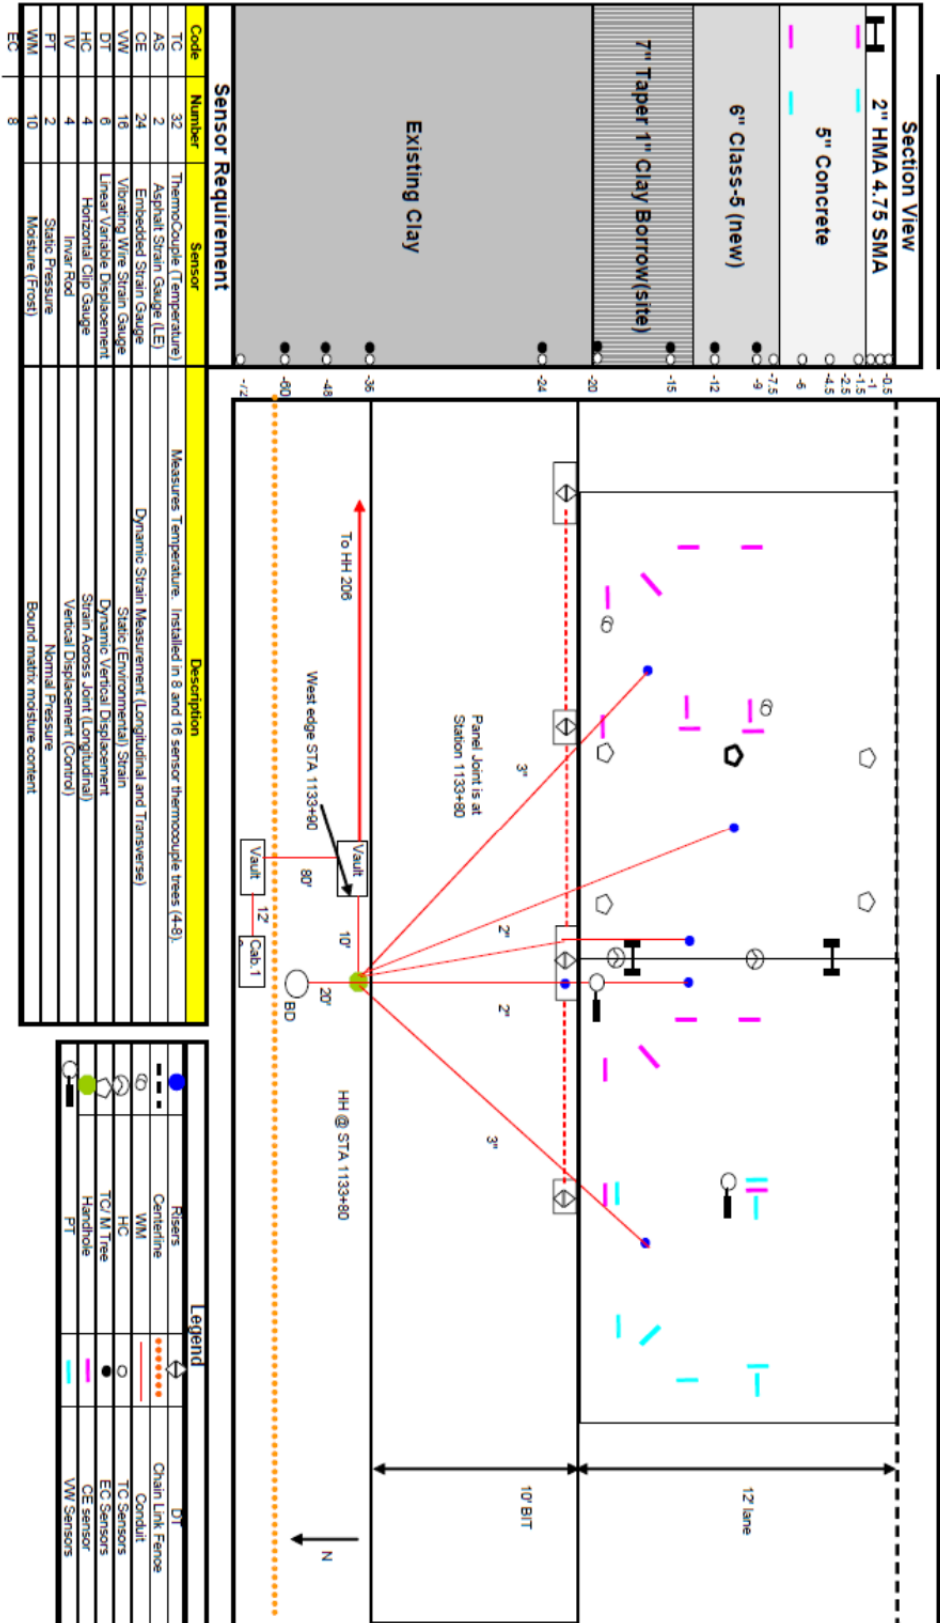 Section View
2" HMA 4.75 SMA
5" Concrete
6" Class-5 (new)
7" Taper 1" Clay Borrow(site)
Existing Clay
-0.5
-1
-1.5
-2.5
-4.5
-6
-7.5
-9
-12
-15
-20
-24
-36
-48
-60
-72
12' lane
10' BIT
N
Panel Joint is at
Station 1133+80
3"
2"
2"
3"
To HH 206
West edge STA 1133+90
Vault
10'
80'
Vault
12'
Cab.1
20'
BD
HH @ STA 1133+80
Sensor Requirement
Code Number Sensor Description
TC 32 ThermoCouple (Temperature) Measures Temperature. Installed in 8 and 16 sensor thermocouple trees (4-8).
AS 2 Asphalt Strain Gauge (LE)
CE 24 Embedded Strain Gauge Dynamic Strain Measurement (Longitudinal and Transverse)
VW 16 Vibrating Wire Strain Gauge Static (Environmental) Strain
DT 6 Linear Variable Displacement Dynamic Vertical Displacement
HC 4 Horizontal Clip Gauge Strain Across Joint (Longitudinal)
IV 4 Invar Rod Vertical Displacement (Control)
PT 2 Static Pressure Normal Pressure
WM 10 Moisture (Frost) Bound matrix moisture content
EC 8
Legend
Risers DT
Centerline Chain Link Fence
WM Conduit
HC TC Sensors
TC/ M Tree EC Sensors
Handhole CE sensor
PT VW Sensors